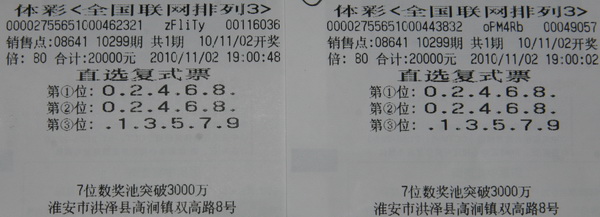 体彩<全国联网排列3>
00002755651000462321 zFliTy 00116036
销售点:08641 10299期 共1期 10/11/02开奖
倍: 80 合计:20000元 2010/11/02 19:00:48
直选复式票
第①位: 0.2.4.6.8.
第②位: 0.2.4.6.8.
第③位: .1.3.5.7.9
7位数奖池突破3000万
淮安市洪泽县高涧镇双高路8号
体彩<全国联网排列3>
00002755651000443832 oFM4Rb 00049057
销售点:08641 10299期 共1期 10/11/02开奖
倍: 80 合计:20000元 2010/11/02 19:00:02
直选复式票
第①位: 0.2.4.6.8.
第②位: 0.2.4.6.8.
第③位: .1.3.5.7.9
7位数奖池突破3000万
淮安市洪泽县高涧镇双高路8号